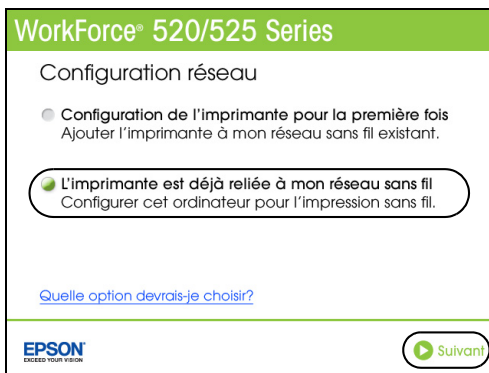 WorkForce® 520/525 Series
Configuration réseau
Configuration de l'imprimante pour la première fois
Ajouter l'imprimante à mon réseau sans fil existant.
L'imprimante est déjà reliée à mon réseau sans fil
Configurer cet ordinateur pour l'impression sans fil.
Quelle option devrais-je choisir?
EPSON
EXCEED YOUR VISION
Suivant